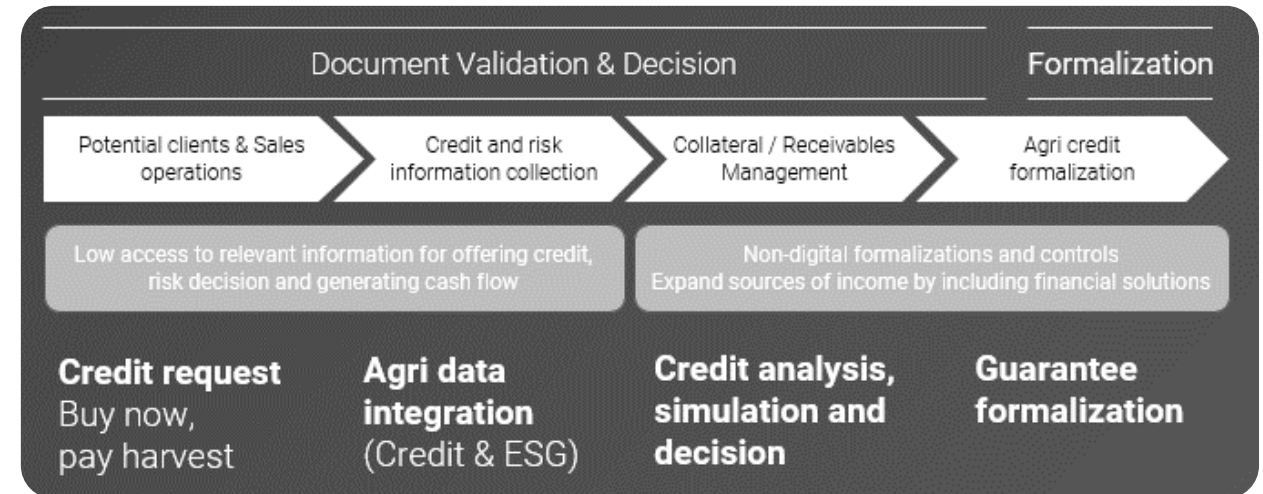 Document Validation & Decision
Formalization
Potential clients & Sales
operations
Credit and risk
information collection
Collateral / Receivables
Management
Agri credit
formalization
Low access to relevant information for offering credit,
risk decision and generating cash flow
Non-digital formalizations and controls
Expand sources of income by including financial solutions
Credit request
Buy now,
pay harvest
Agri data
integration
(Credit & ESG)
Credit analysis,
simulation and
decision
Guarantee
formalization